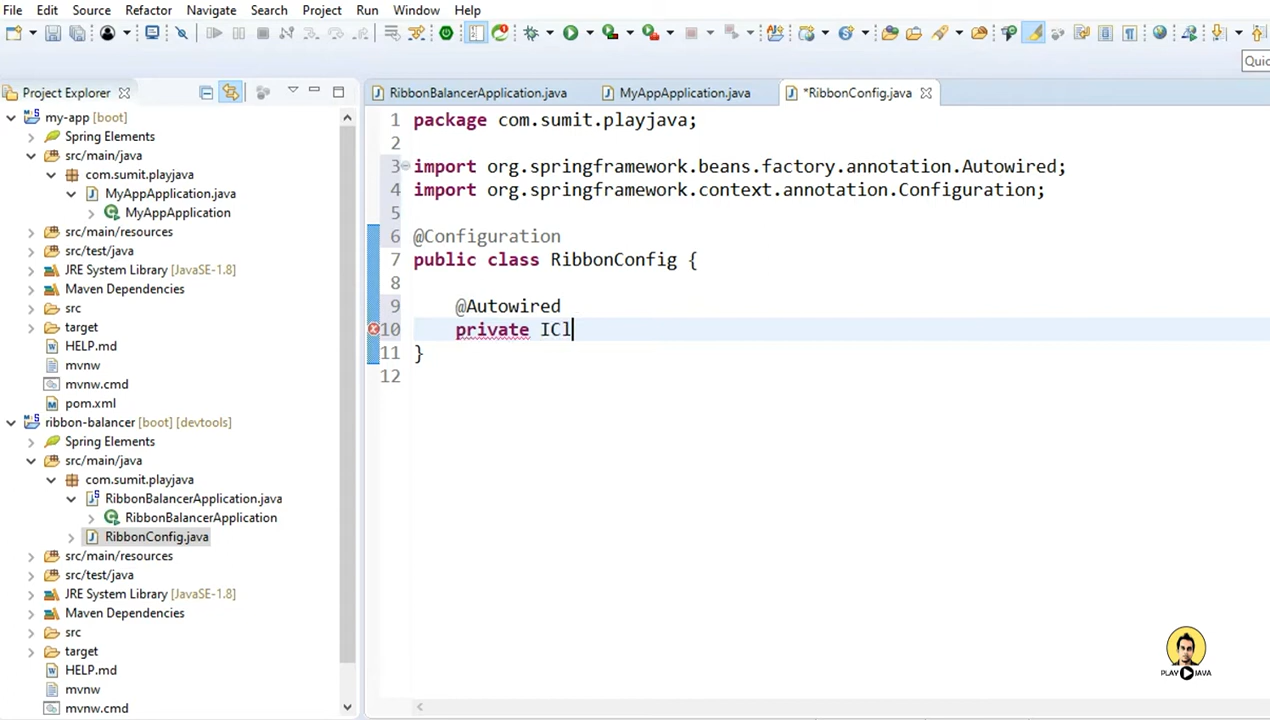 File Edit Source Refactor Navigate Search Project Run Window Help
Quic
Project Explorer
RibbonBalancerApplication.java
MyAppApplication.java
*RibbonConfig.java
my-app [boot]
Spring Elements
src/main/java
com.sumit.playjava
MyAppApplication.java
MyAppApplication
src/main/resources
src/test/java
JRE System Library [JavaSE-1.8]
Maven Dependencies
src
target
HELP.md
mvnw
mvnw.cmd
pom.xml
ribbon-balancer [boot] [devtools]
Spring Elements
src/main/java
com.sumit.playjava
RibbonBalancerApplication.java
RibbonBalancerApplication
RibbonConfig.java
src/main/resources
src/test/java
JRE System Library [JavaSE-1.8]
Maven Dependencies
src
target
HELP.md
mvnw
mvnw.cmd
1 package com.sumit.playjava;
2
3 import org.springframework.beans.factory.annotation.Autowired;
4 import org.springframework.context.annotation.Configuration;
5
6 @Configuration
7 public class RibbonConfig {
8
9 @Autowired
10 private ICl
11 }
12
PLAY JAVA